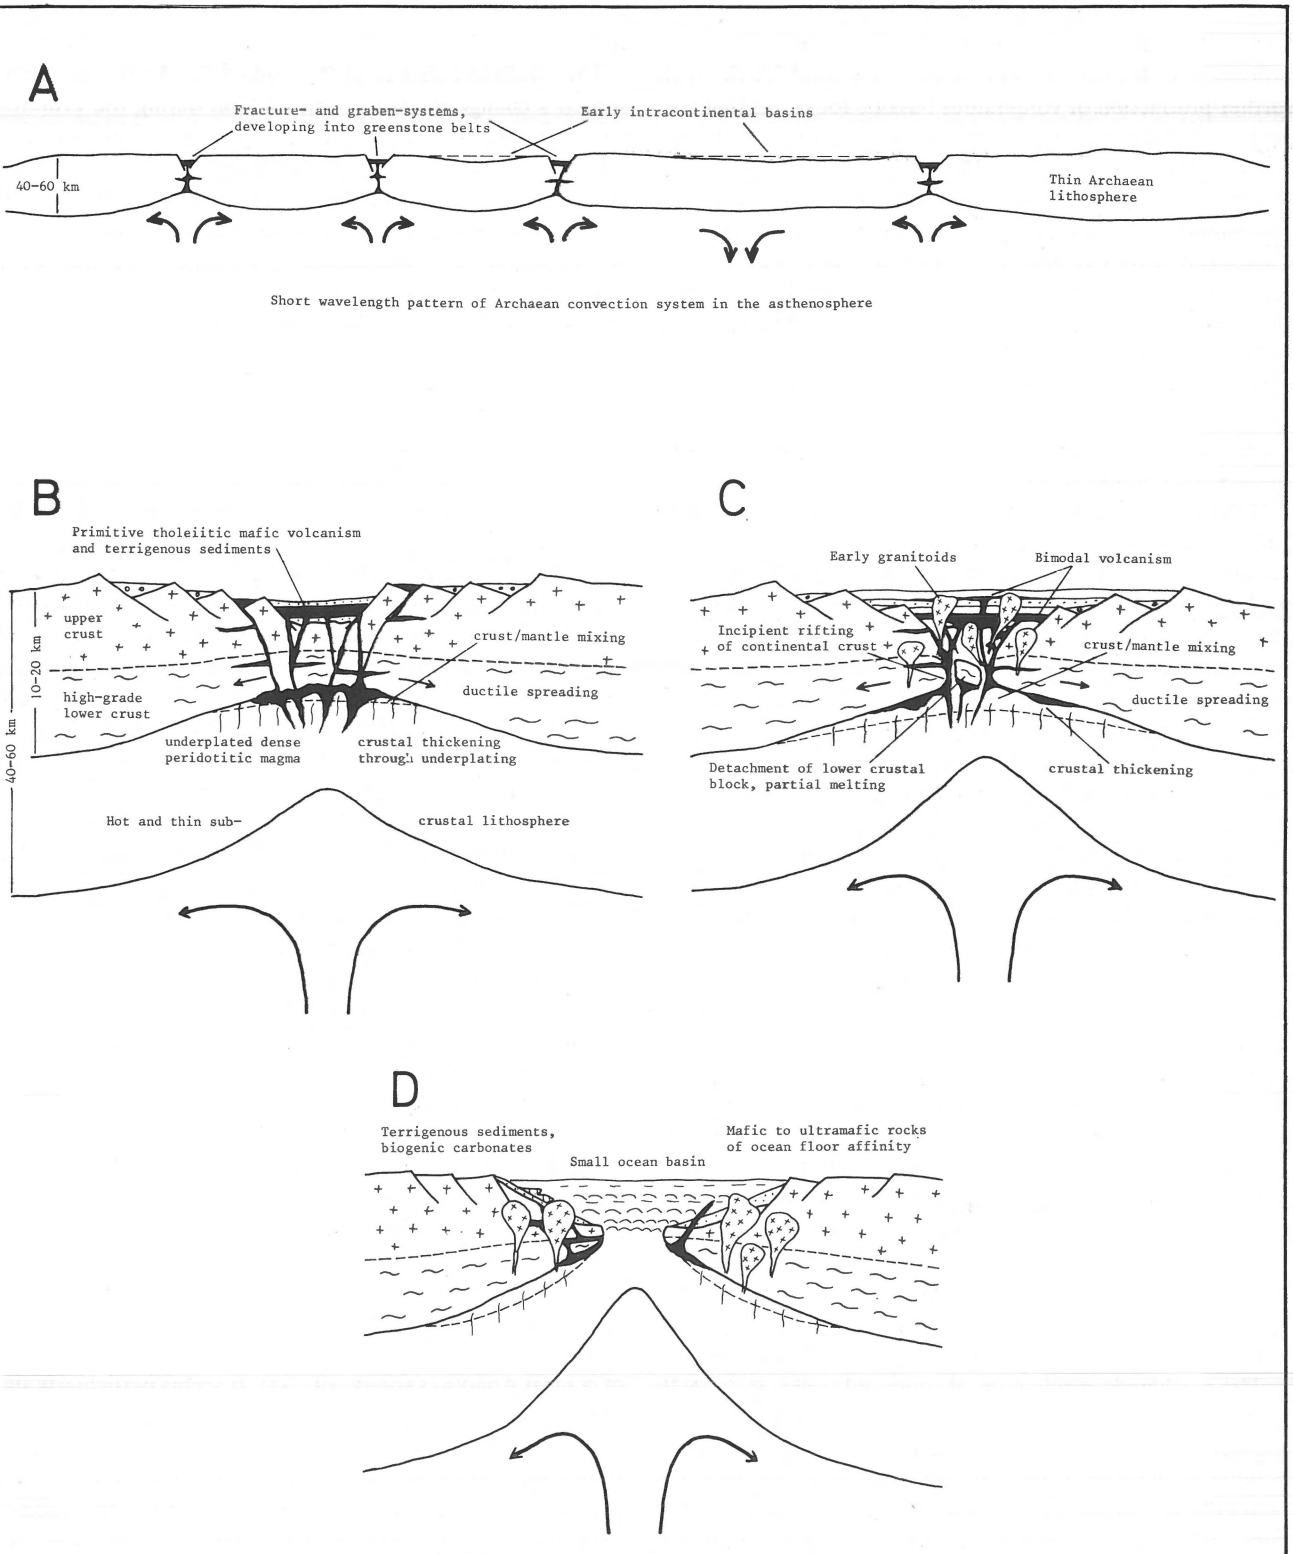 A
Fracture- and graben-systems,
developing into greenstone belts
Early intracontinental basins
40-60 km
Thin Archaean
lithosphere
Short wavelength pattern of Archaean convection system in the asthenosphere
B
Primitive tholeiitic mafic volcanism
and terrigenous sediments
upper
crust
10-20 km
crust/mantle mixing
high-grade
lower crust
ductile spreading
40-60 km
underplated dense
peridotitic magma
crustal thickening
through underplating
Hot and thin sub-
crustal lithosphere
C
Early granitoids
Bimodal volcanism
Incipient rifting
of continental crust
crust/mantle mixing
ductile spreading
Detachment of lower crustal
block, partial melting
crustal thickening
D
Terrigenous sediments,
biogenic carbonates
Mafic to ultramafic rocks
of ocean floor affinity
Small ocean basin